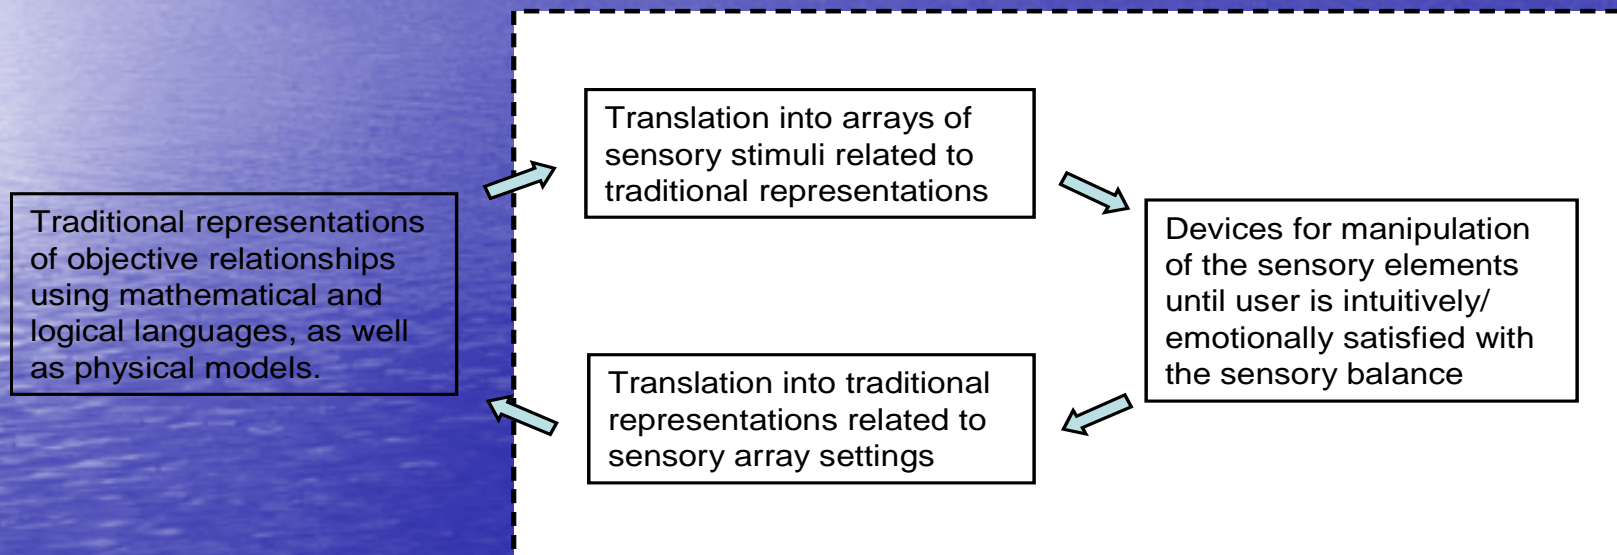 Traditional representations
of objective relationships
using mathematical and
logical languages, as well
as physical models.
Translation into arrays of
sensory stimuli related to
traditional representations
Devices for manipulation
of the sensory elements
until user is intuitively/
emotionally satisfied with
the sensory balance
Translation into traditional
representations related to
sensory array settings